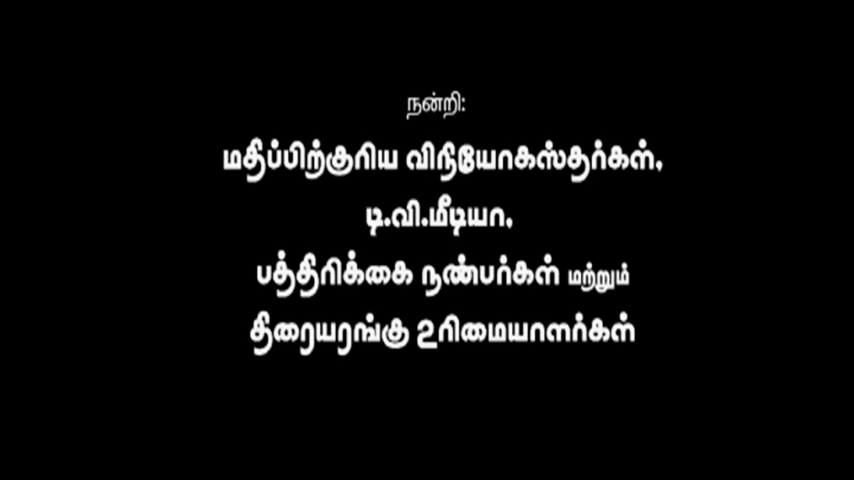 நன்றி:
மதிப்பிற்குரிய விநியோகஸ்தர்கள்,
டி.வி.மீடியா,
பத்திரிக்கை நண்பர்கள் மற்றும்
திரையரங்கு உரிமையாளர்கள்